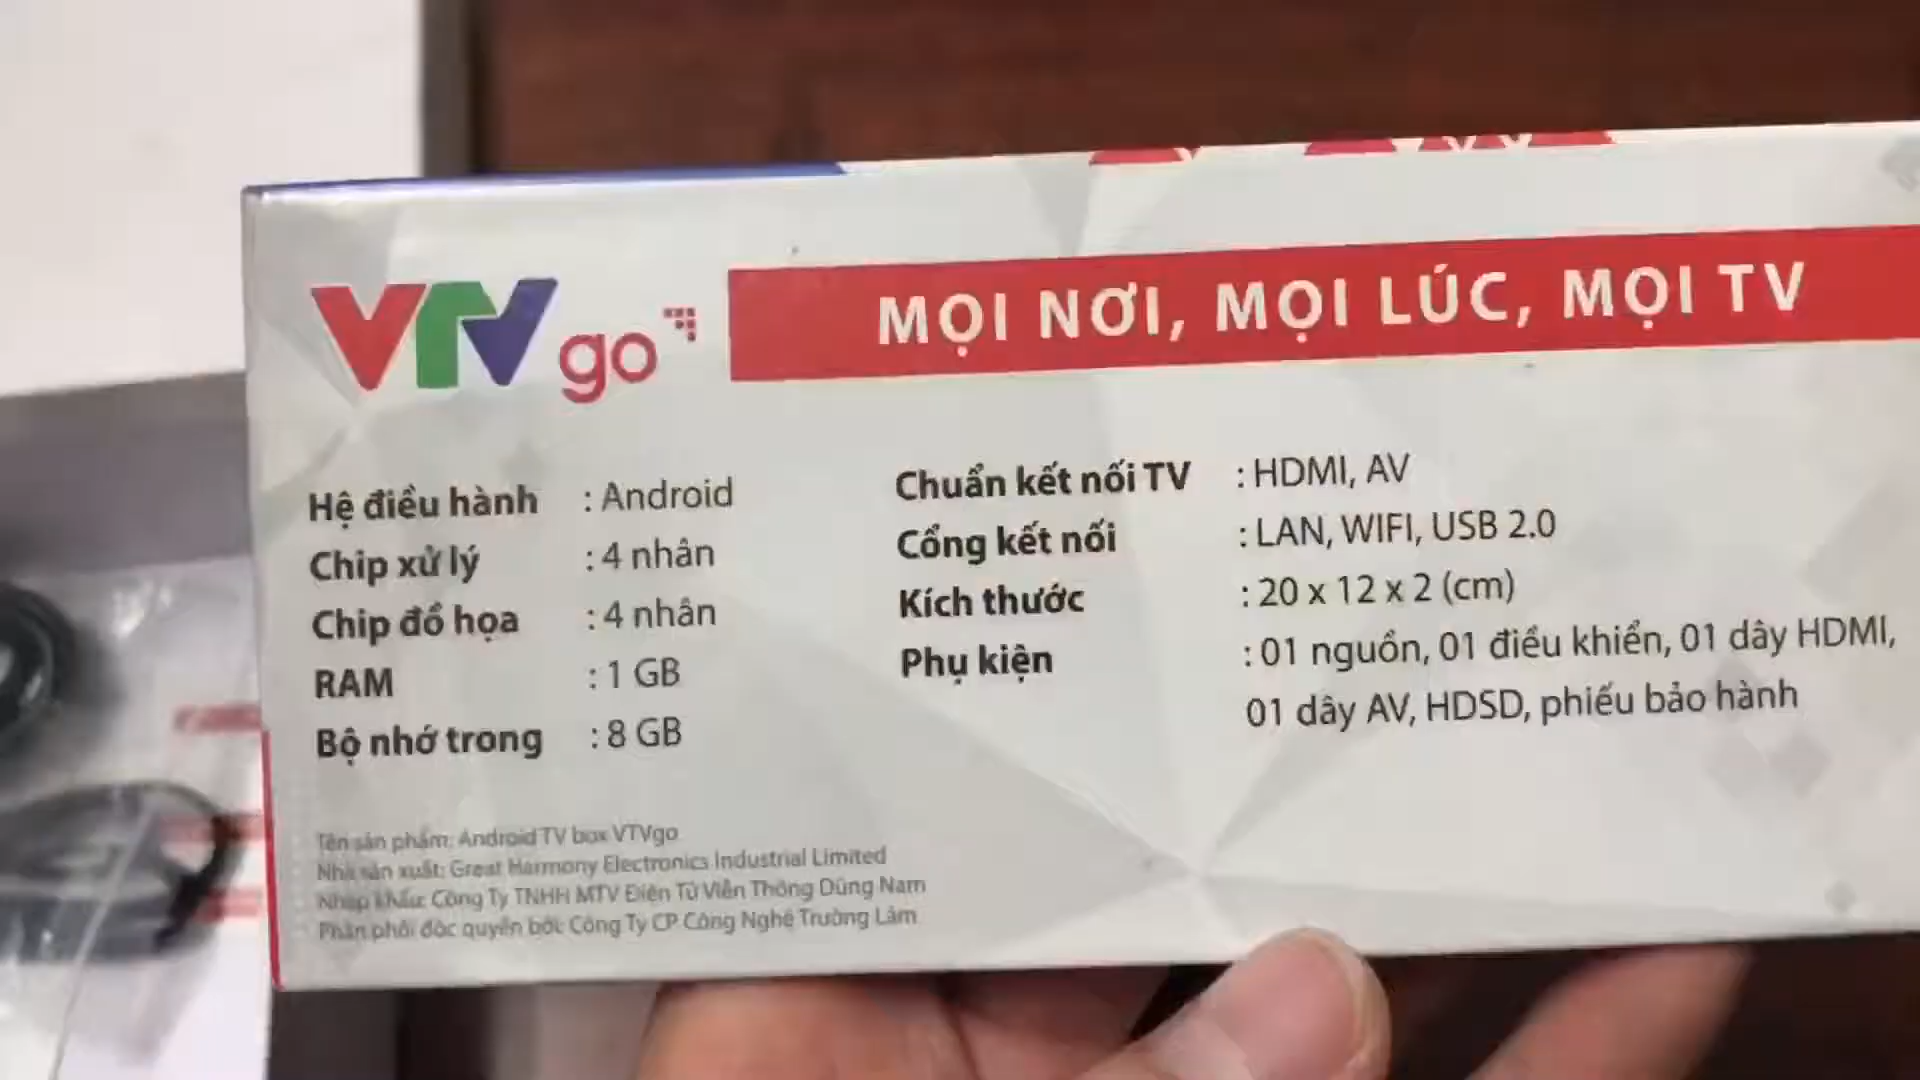 VTV go
MỌI NƠI, MỌI LÚC, MỌI TV
Hệ điều hành : Android
Chip xử lý : 4 nhân
Chip đồ họa : 4 nhân
RAM : 1 GB
Bộ nhớ trong : 8 GB
Chuẩn kết nối TV : HDMI, AV
Cổng kết nối : LAN, WIFI, USB 2.0
Kích thước : 20 x 12 x 2 (cm)
Phụ kiện : 01 nguồn, 01 điều khiển, 01 dây HDMI,
01 dây AV, HDSD, phiếu bảo hành
Tên sản phẩm: Android TV box VTVgo
Nhà sản xuất: Great Harmony Electronics Industrial Limited
Nhập khẩu: Công Ty TNHH MTV Điện Tử Viễn Thông Dũng Nam
Phân phối độc quyền bởi: Công Ty CP Công Nghệ Trường Lâm